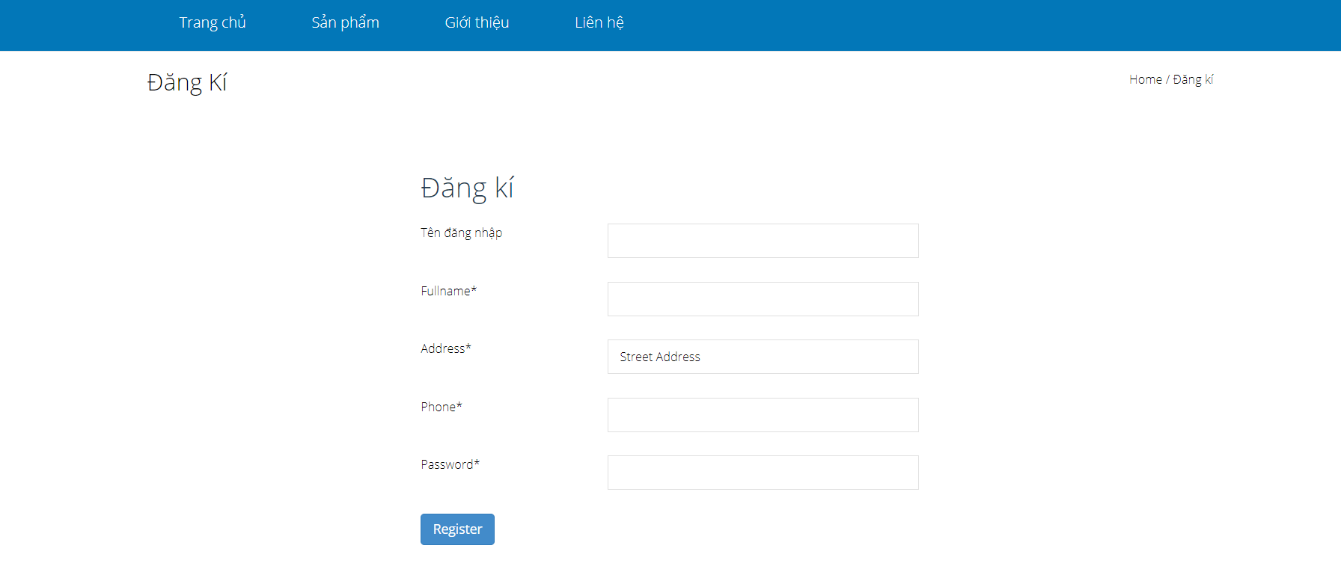 Trang chủ Sản phẩm Giới thiệu Liên hệ
Đăng Kí Home / Đăng kí
Đăng kí
Tên đăng nhập
Fullname*
Address* Street Address
Phone*
Password*
Register